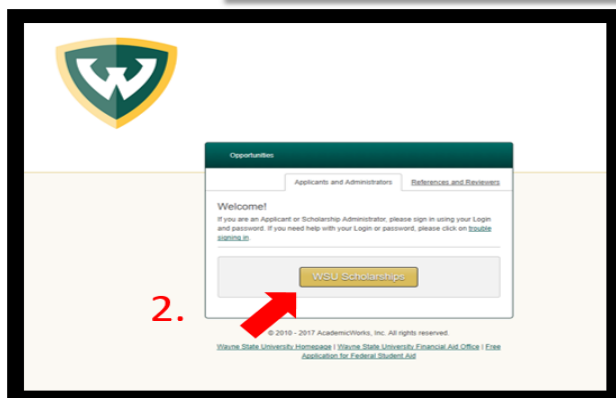 W
Opportunities
Applicants and Administrators References and Reviewers
Welcome!
If you are an Applicant or Scholarship Administrator, please sign in using your Login
and password. If you need help with your Login or password, please click on trouble
signing in.
WSU Scholarships
2.
© 2010 - 2017 AcademicWorks, Inc. All rights reserved.
Wayne State University Homepage | Wayne State University Financial Aid Office | Free
Application for Federal Student Aid